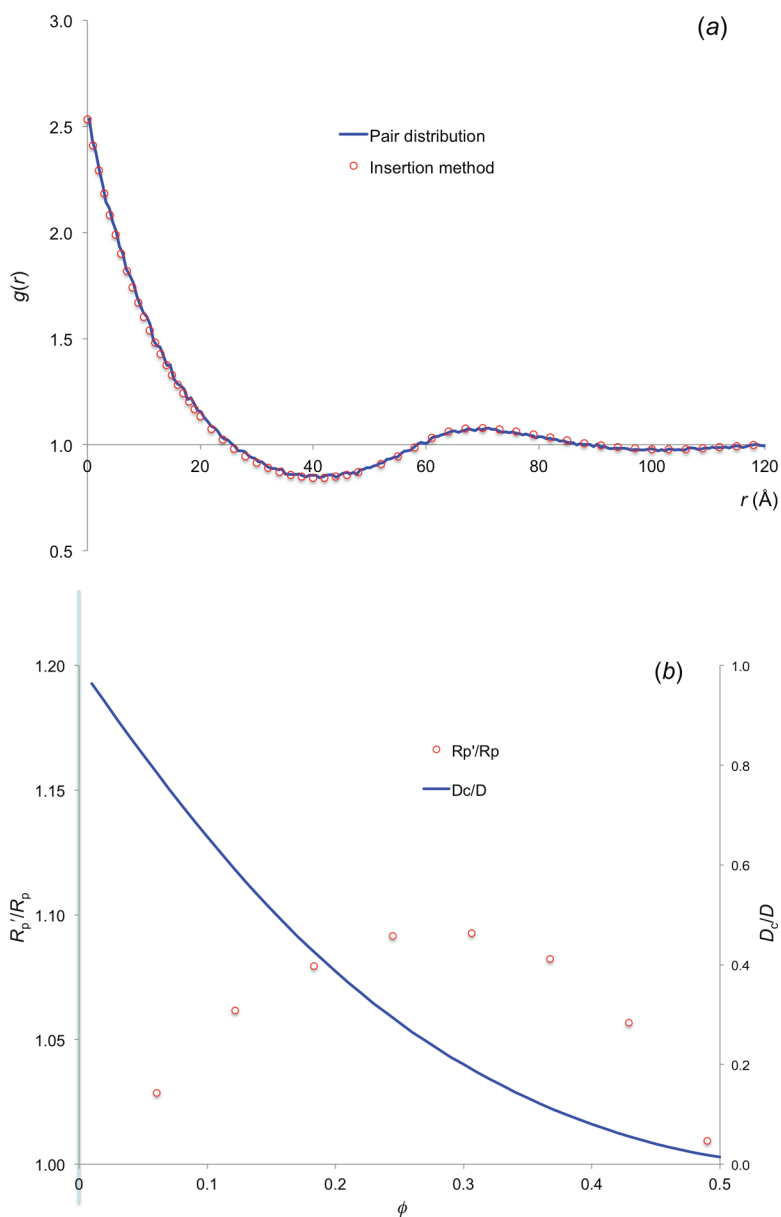 (a)
3.0
2.5
2.0
1.5
1.0
0.5
g(r)
Pair distribution
Insertion method
0 20 40 60 80 100 120
r (Å)
(b)
1.20
1.15
1.10
1.05
1.00
Rp'/Rp
Rp'/Rp
Dc/D
1.0
0.8
0.6
0.4
0.2
0.0
Dc/D
0 0.1 0.2 0.3 0.4 0.5
ϕ